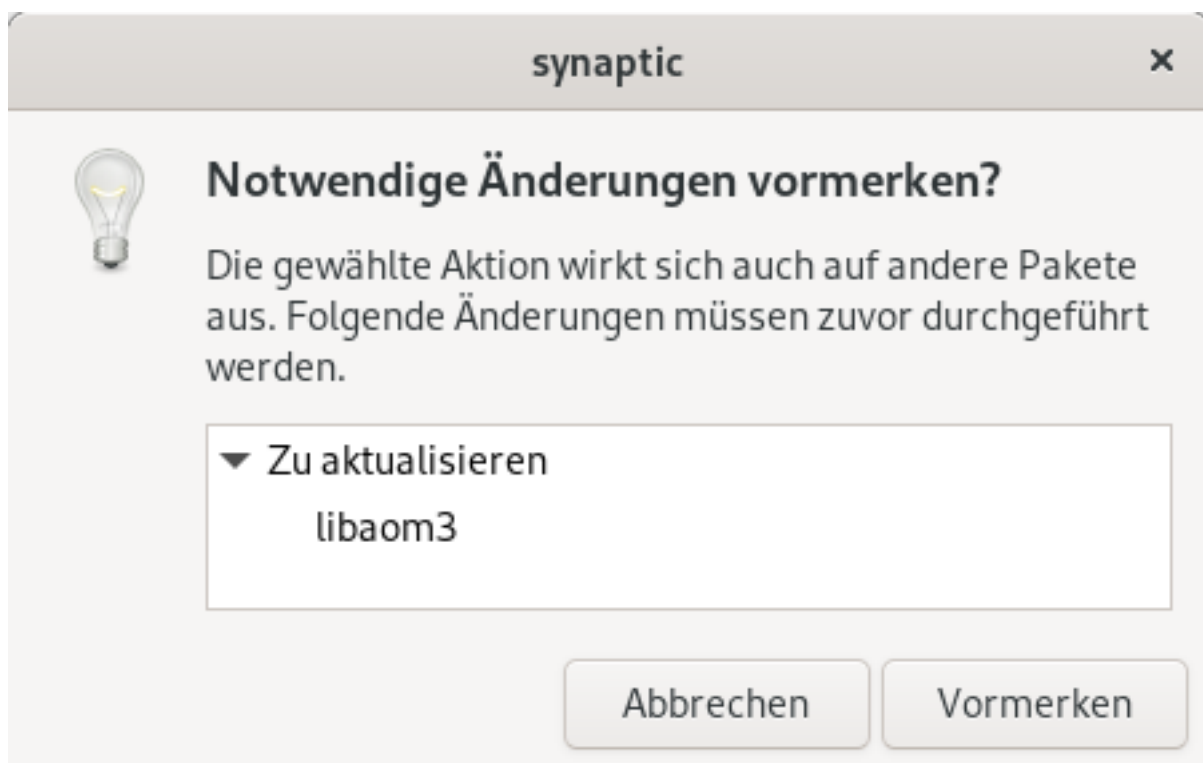 synaptic
Notwendige Änderungen vormerken?
Die gewählte Aktion wirkt sich auch auf andere Pakete
aus. Folgende Änderungen müssen zuvor durchgeführt
werden.
Zu aktualisieren
libaom3
Abbrechen
Vormerken